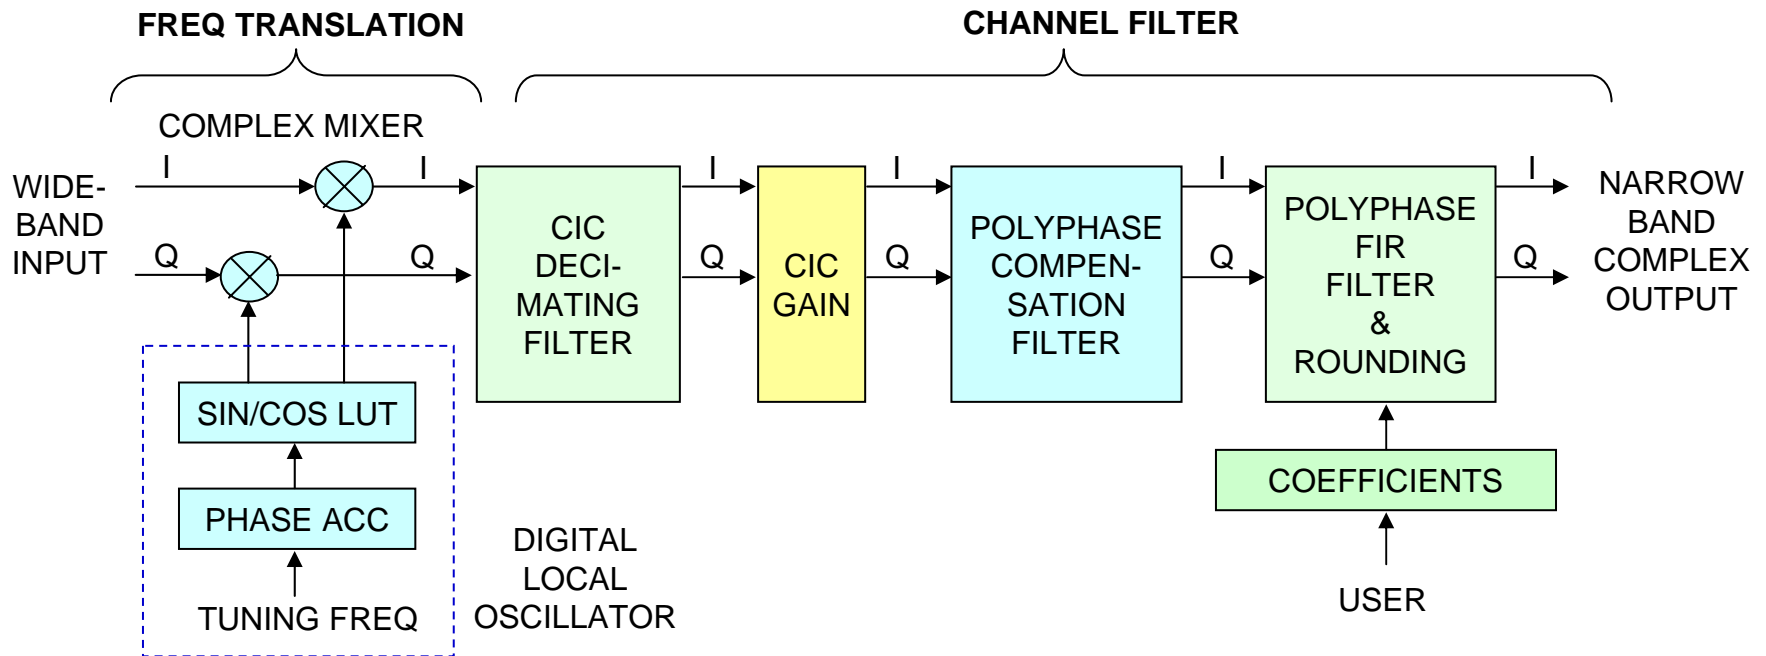 FREQ TRANSLATION
CHANNEL FILTER
COMPLEX MIXER
WIDE-
BAND
INPUT
I
Q
I
Q
CIC
DECI-
MATING
FILTER
I
Q
CIC
GAIN
I
Q
POLYPHASE
COMPEN-
SATION
FILTER
I
Q
POLYPHASE
FIR
FILTER
&
ROUNDING
I
Q
NARROW
BAND
COMPLEX
OUTPUT
SIN/COS LUT
PHASE ACC
TUNING FREQ
DIGITAL
LOCAL
OSCILLATOR
COEFFICIENTS
USER